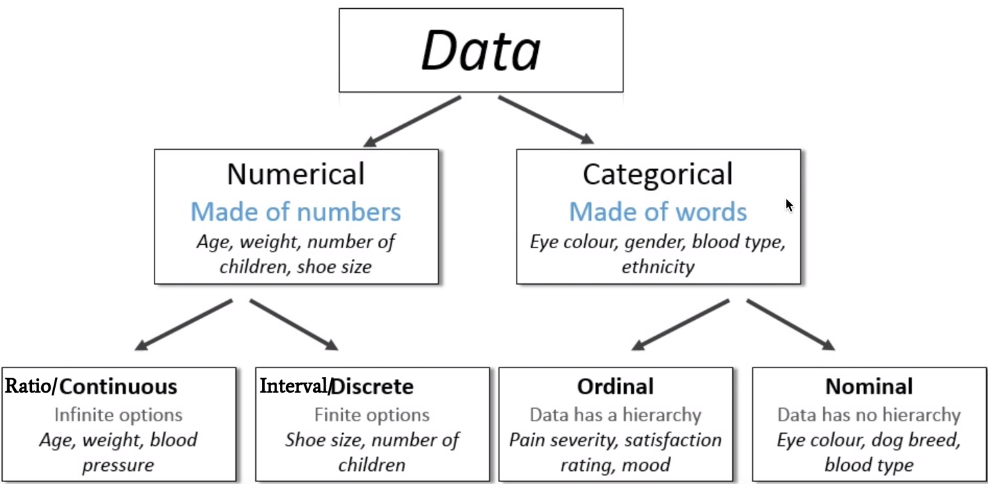 Data
Numerical
Made of numbers
Age, weight, number of
children, shoe size
Categorical
Made of words
Eye colour, gender, blood type,
ethnicity
Ratio/Continuous
Infinite options
Age, weight, blood
pressure
Interval/Discrete
Finite options
Shoe size, number of
children
Ordinal
Data has a hierarchy
Pain severity, satisfaction
rating, mood
Nominal
Data has no hierarchy
Eye colour, dog breed,
blood type